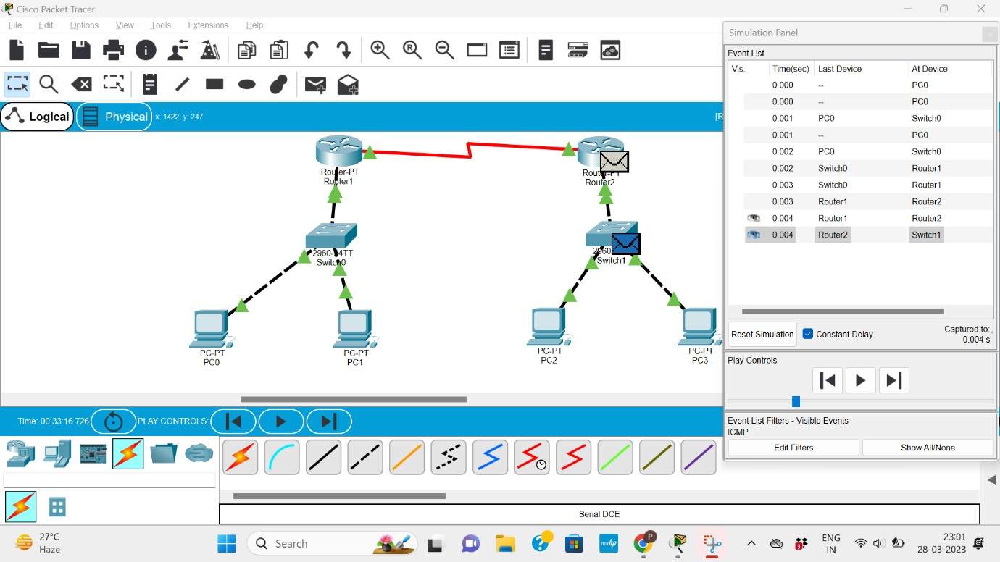 Cisco Packet Tracer
File Edit Options View Tools Extensions Help
Simulation Panel
Event List
Vis. Time(sec) Last Device At Device
0.000 -- PC0
0.000 -- PC0
0.001 PC0 Switch0
0.001 -- PC0
0.002 PC0 Switch0
0.002 Switch0 Router1
0.003 Switch0 Router1
0.003 Router1 Router2
0.004 Router1 Router2
0.004 Router2 Switch1
Reset Simulation Constant Delay Captured to:
0.004 s
Play Controls
Event List Filters - Visible Events
ICMP
Edit Filters Show All/None
Logical Physical x: 1422, y: 247 [R
Router-PT
Router1
Router2
2960-24TT
Switch0
2960
Switch1
PC-PT
PC0
PC-PT
PC1
PC-PT
PC2
PC-PT
PC3
Time: 00:33:16.726 PLAY CONTROLS:
Serial DCE
27°C
Haze
Search
myhp
P
3
ENG
IN
23:01
28-03-2023